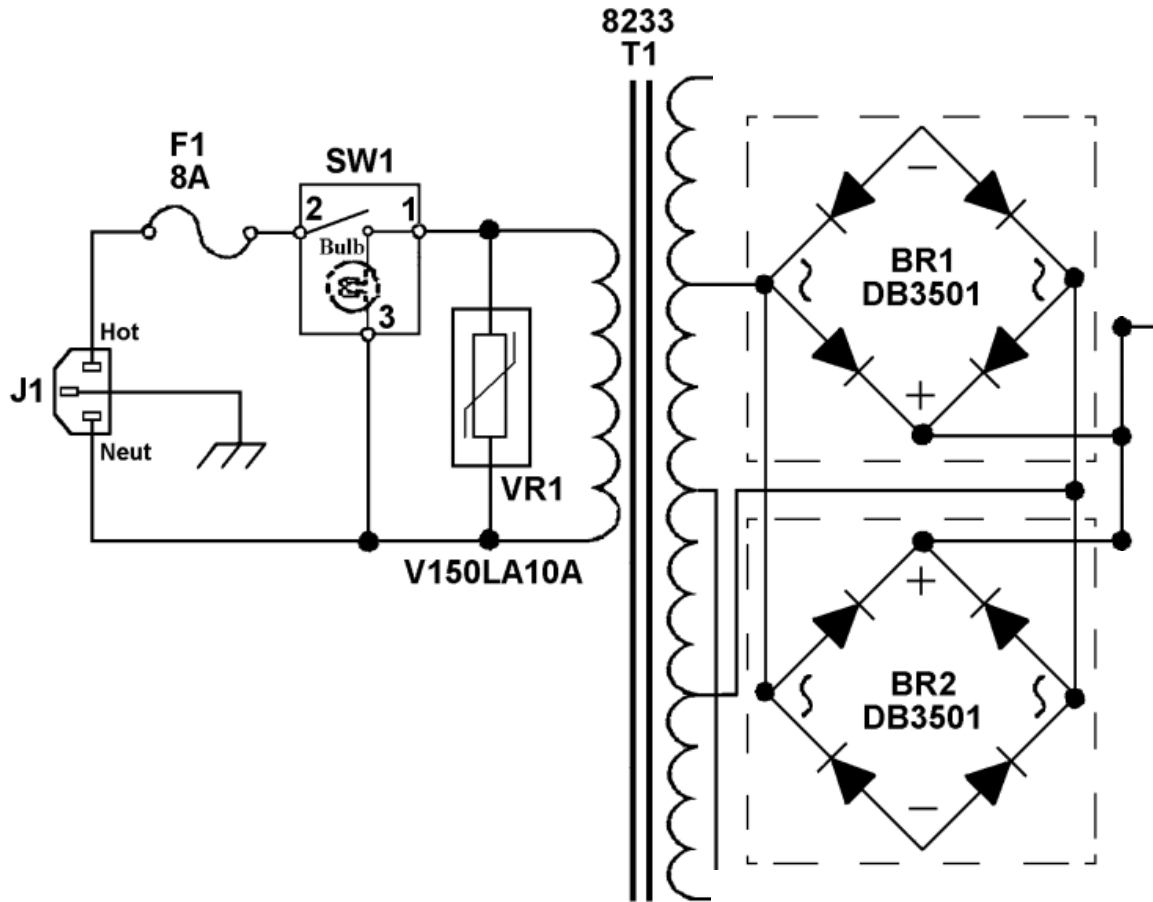 8233
T1
F1
8A
SW1
2
1
Bulb
3
Hot
J1
Neut
VR1
V150LA10A
−
BR1
DB3501
+
+
BR2
DB3501
−